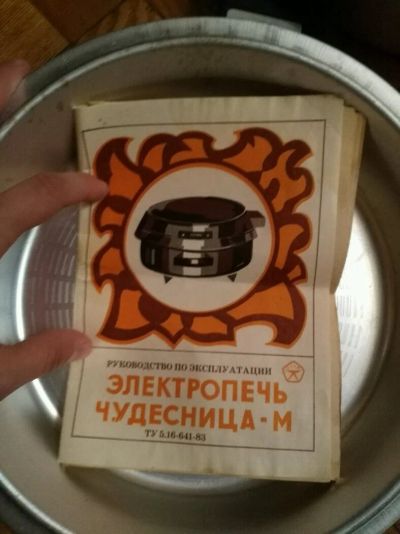 РУКОВОДСТВО ПО ЭКСПЛУАТАЦИИ
ЭЛЕКТРОПЕЧЬ
ЧУДЕСНИЦА-М
ТУ 5.16-641-83